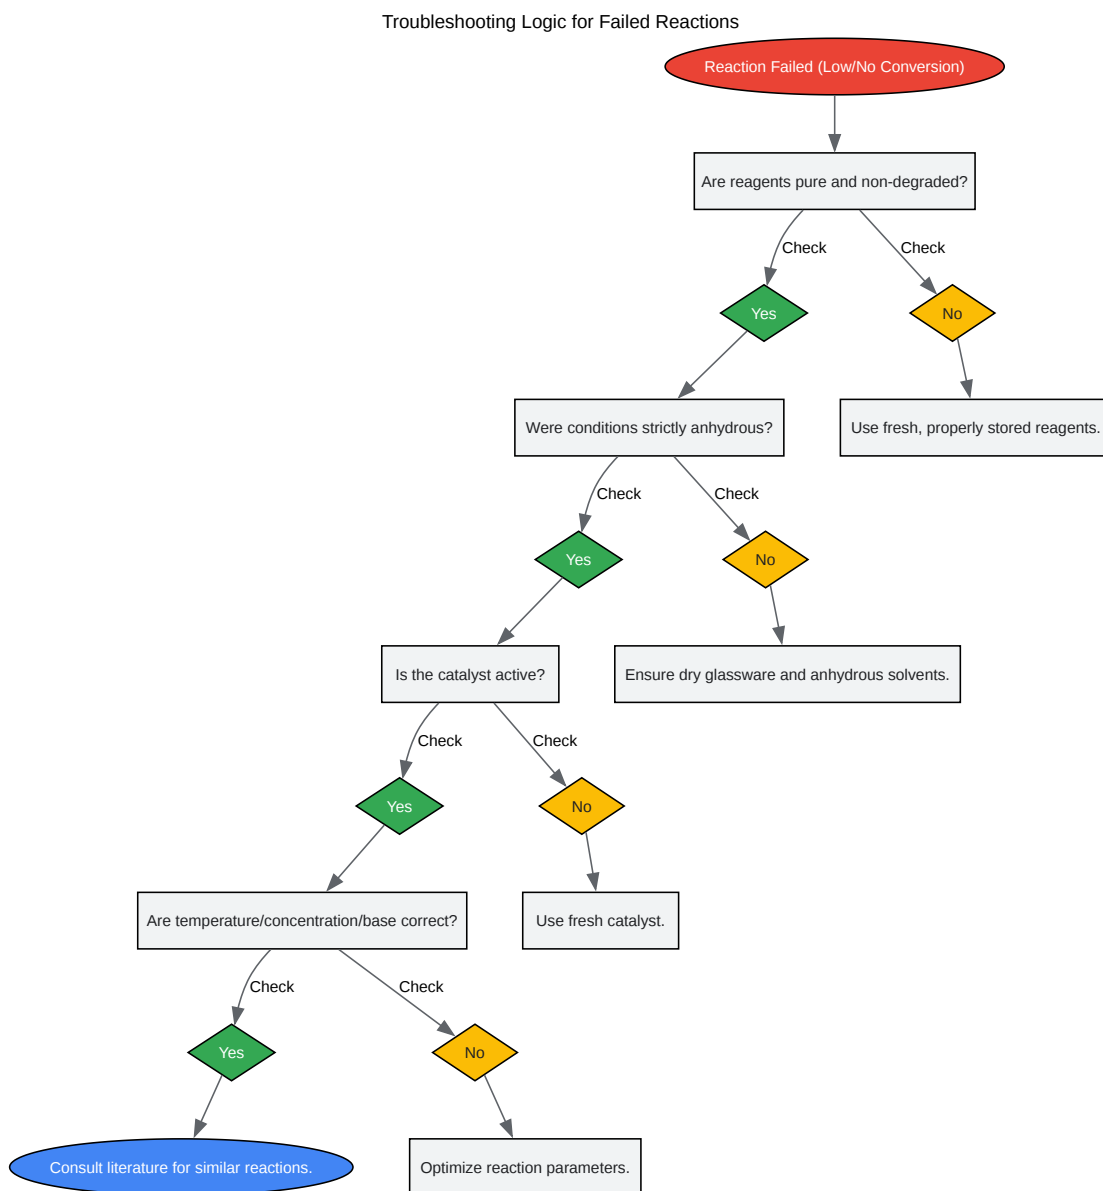 Troubleshooting Logic for Failed Reactions
Reaction Failed (Low/No Conversion)
Are reagents pure and non-degraded?
Check
Check
Yes
No
Were conditions strictly anhydrous?
Use fresh, properly stored reagents.
Check
Check
Yes
No
Is the catalyst active?
Ensure dry glassware and anhydrous solvents.
Check
Check
Yes
No
Are temperature/concentration/base correct?
Use fresh catalyst.
Check
Check
Yes
No
Consult literature for similar reactions.
Optimize reaction parameters.